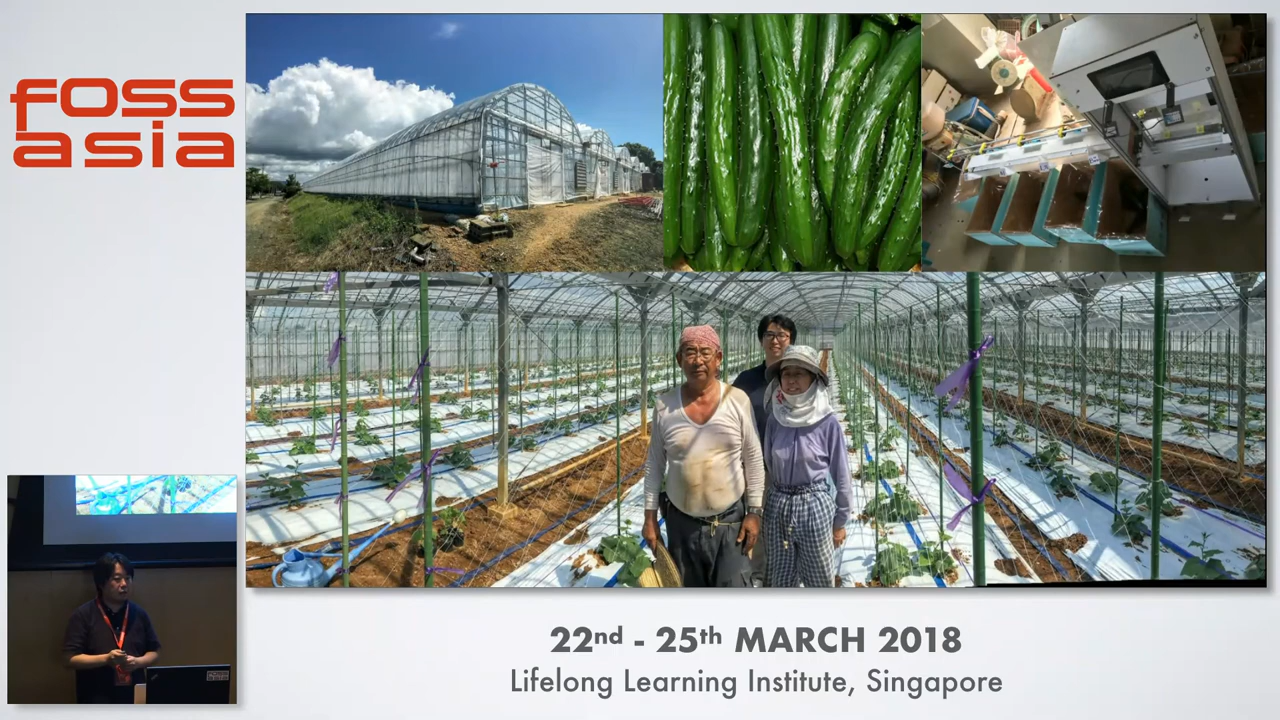 foss
asia
22nd - 25th MARCH 2018
Lifelong Learning Institute, Singapore